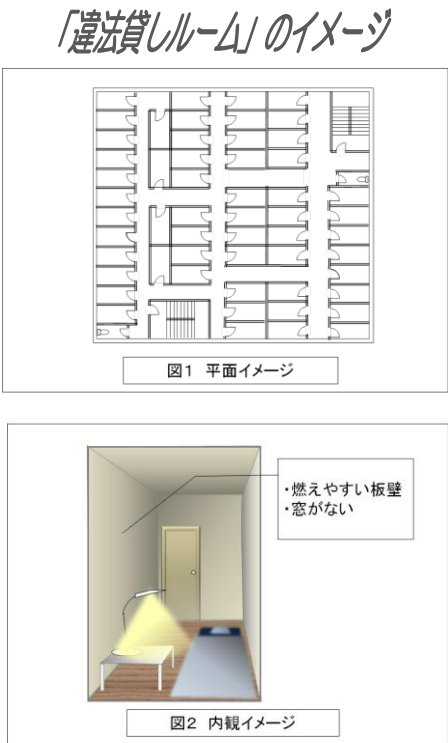 「違法貸しルーム」のイメージ
図1 平面イメージ
・燃えやすい板壁
・窓がない
図2 内観イメージ